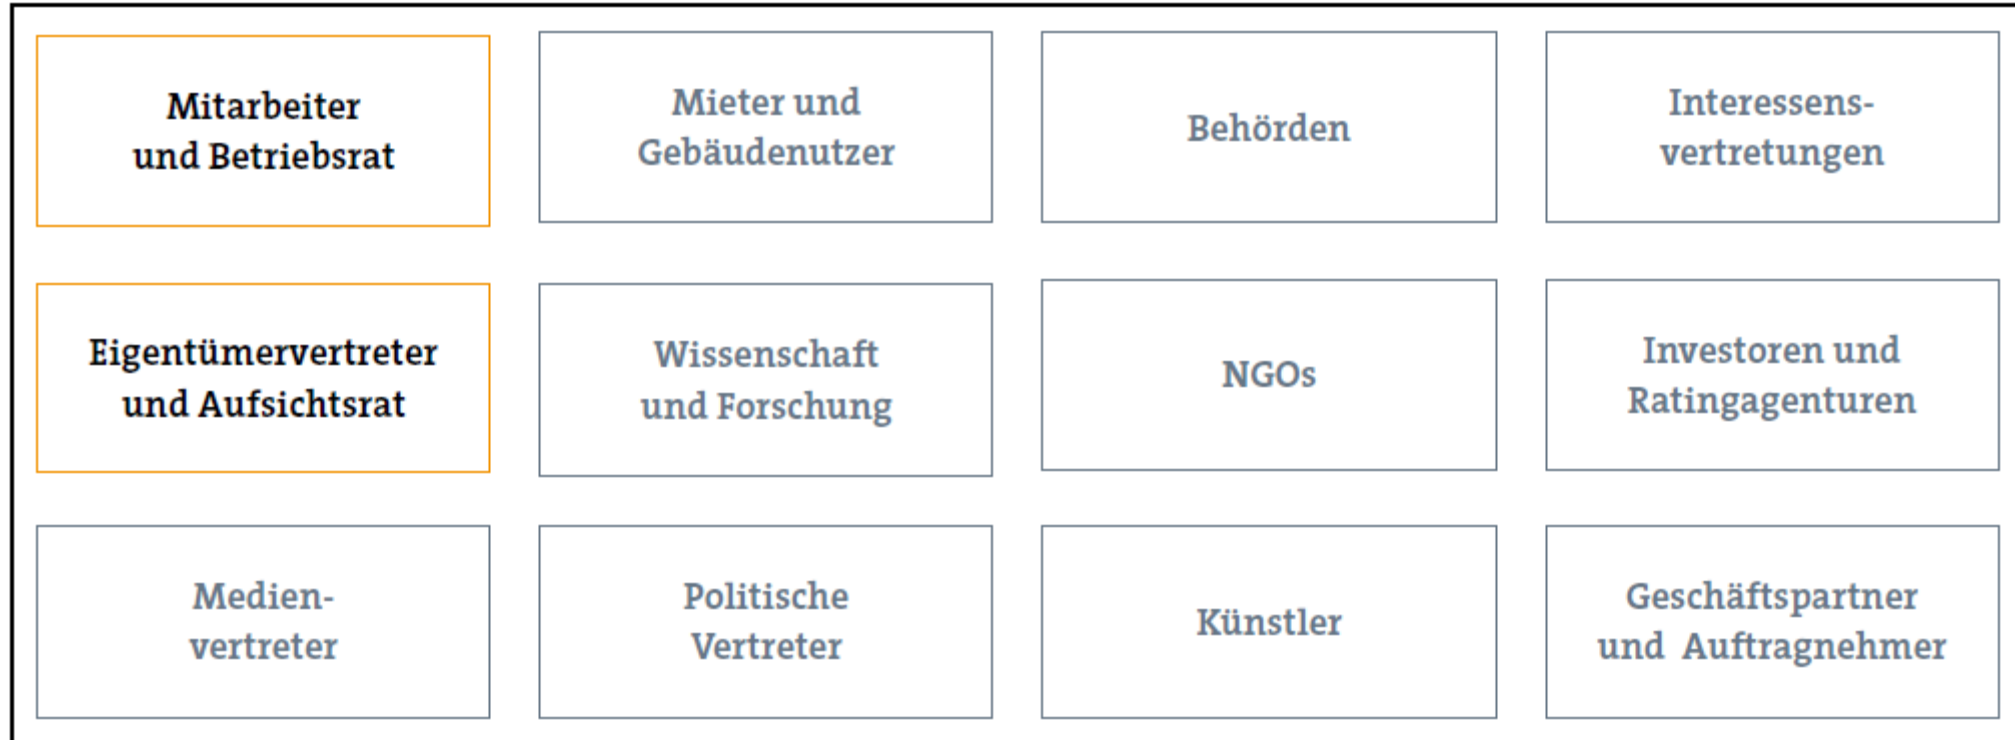 Mitarbeiter
und Betriebsrat
Mieter und
Gebäudenutzer
Behörden
Interessens-
vertretungen
Eigentümervertreter
und Aufsichtsrat
Wissenschaft
und Forschung
NGOs
Investoren und
Ratingagenturen
Medien-
vertreter
Politische
Vertreter
Künstler
Geschäftspartner
und Auftragnehmer